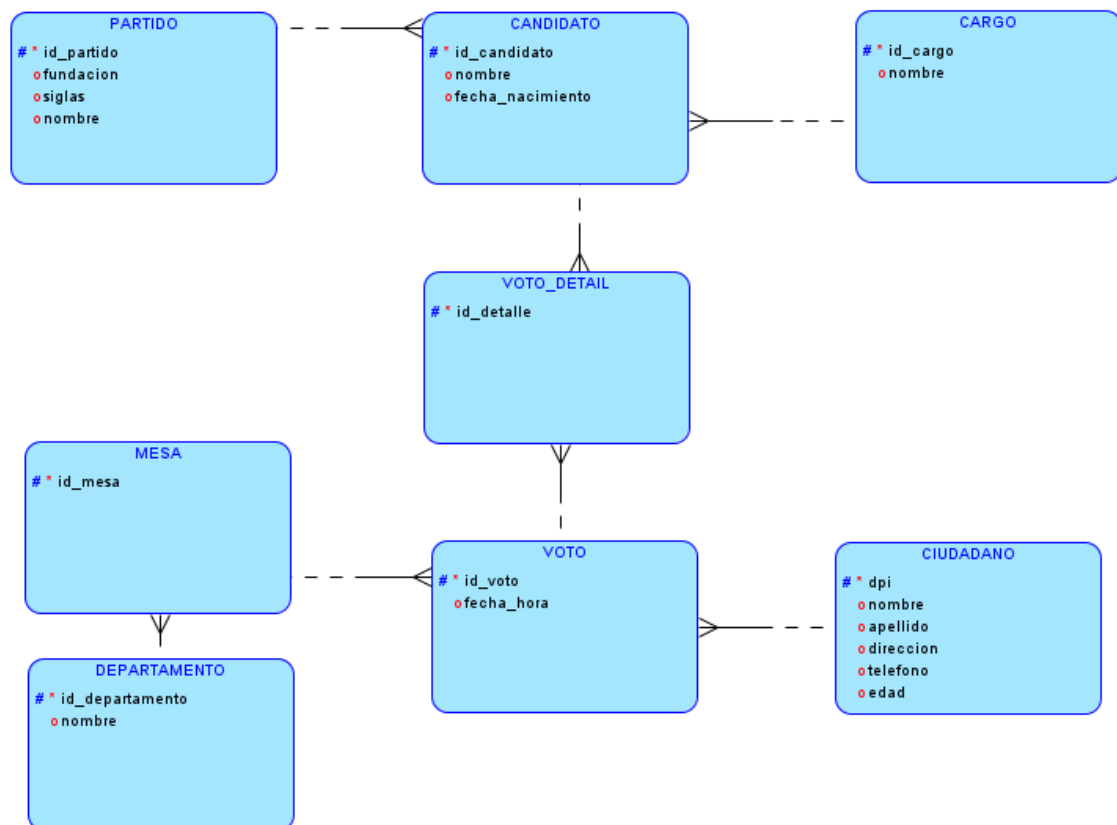 PARTIDO
# * id_partido
o fundacion
o siglas
o nombre
CANDIDATO
# * id_candidato
o nombre
o fecha_nacimiento
CARGO
# * id_cargo
o nombre
VOTO_DETAIL
# * id_detalle
MESA
# * id_mesa
VOTO
# * id_voto
o fecha_hora
CIUDADANO
# * dpi
o nombre
o apellido
o direccion
o telefono
o edad
DEPARTAMENTO
# * id_departamento
o nombre